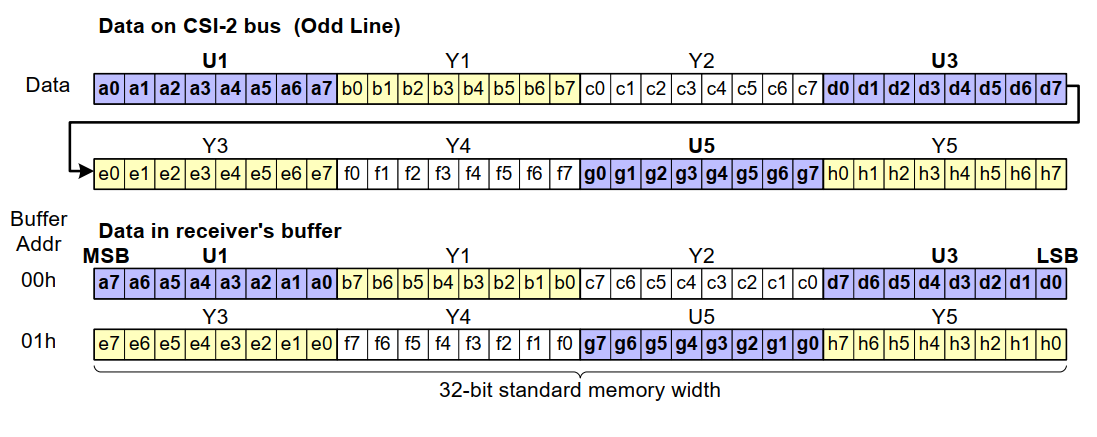 Data on CSI-2 bus (Odd Line)
U1 Y1 Y2 U3
Data a0 a1 a2 a3 a4 a5 a6 a7 b0 b1 b2 b3 b4 b5 b6 b7 c0 c1 c2 c3 c4 c5 c6 c7 d0 d1 d2 d3 d4 d5 d6 d7
Y3 Y4 U5 Y5
e0 e1 e2 e3 e4 e5 e6 e7 f0 f1 f2 f3 f4 f5 f6 f7 g0 g1 g2 g3 g4 g5 g6 g7 h0 h1 h2 h3 h4 h5 h6 h7
Buffer
Addr
Data in receiver's buffer
MSB U1 Y1 Y2 U3 LSB
00h a7 a6 a5 a4 a3 a2 a1 a0 b7 b6 b5 b4 b3 b2 b1 b0 c7 c6 c5 c4 c3 c2 c1 c0 d7 d6 d5 d4 d3 d2 d1 d0
Y3 Y4 U5 Y5
01h e7 e6 e5 e4 e3 e2 e1 e0 f7 f6 f5 f4 f3 f2 f1 f0 g7 g6 g5 g4 g3 g2 g1 g0 h7 h6 h5 h4 h3 h2 h1 h0
32-bit standard memory width